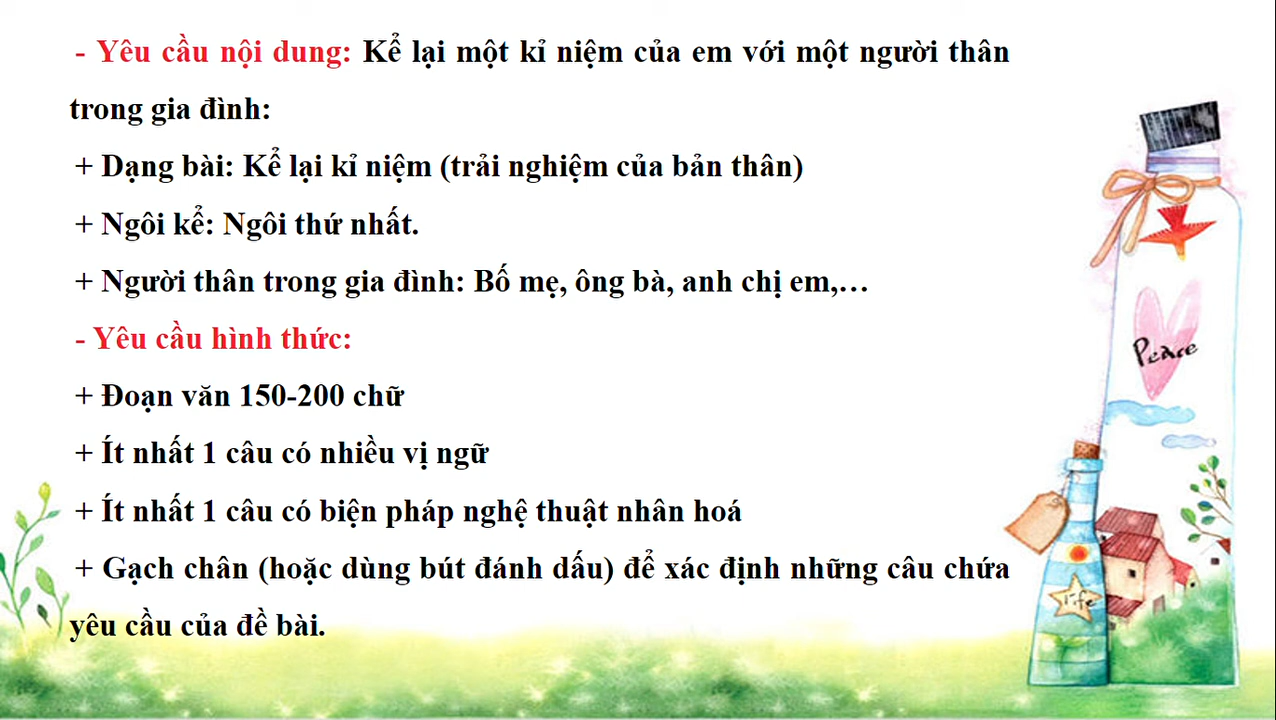 - Yêu cầu nội dung: Kể lại một kỉ niệm của em với một người thân
trong gia đình:
+ Dạng bài: Kể lại kỉ niệm (trải nghiệm của bản thân)
+ Ngôi kể: Ngôi thứ nhất.
+ Người thân trong gia đình: Bố mẹ, ông bà, anh chị em,…
- Yêu cầu hình thức:
+ Đoạn văn 150-200 chữ
+ Ít nhất 1 câu có nhiều vị ngữ
+ Ít nhất 1 câu có biện pháp nghệ thuật nhân hoá
+ Gạch chân (hoặc dùng bút đánh dấu) để xác định những câu chứa
yêu cầu của đề bài.
Peace
life